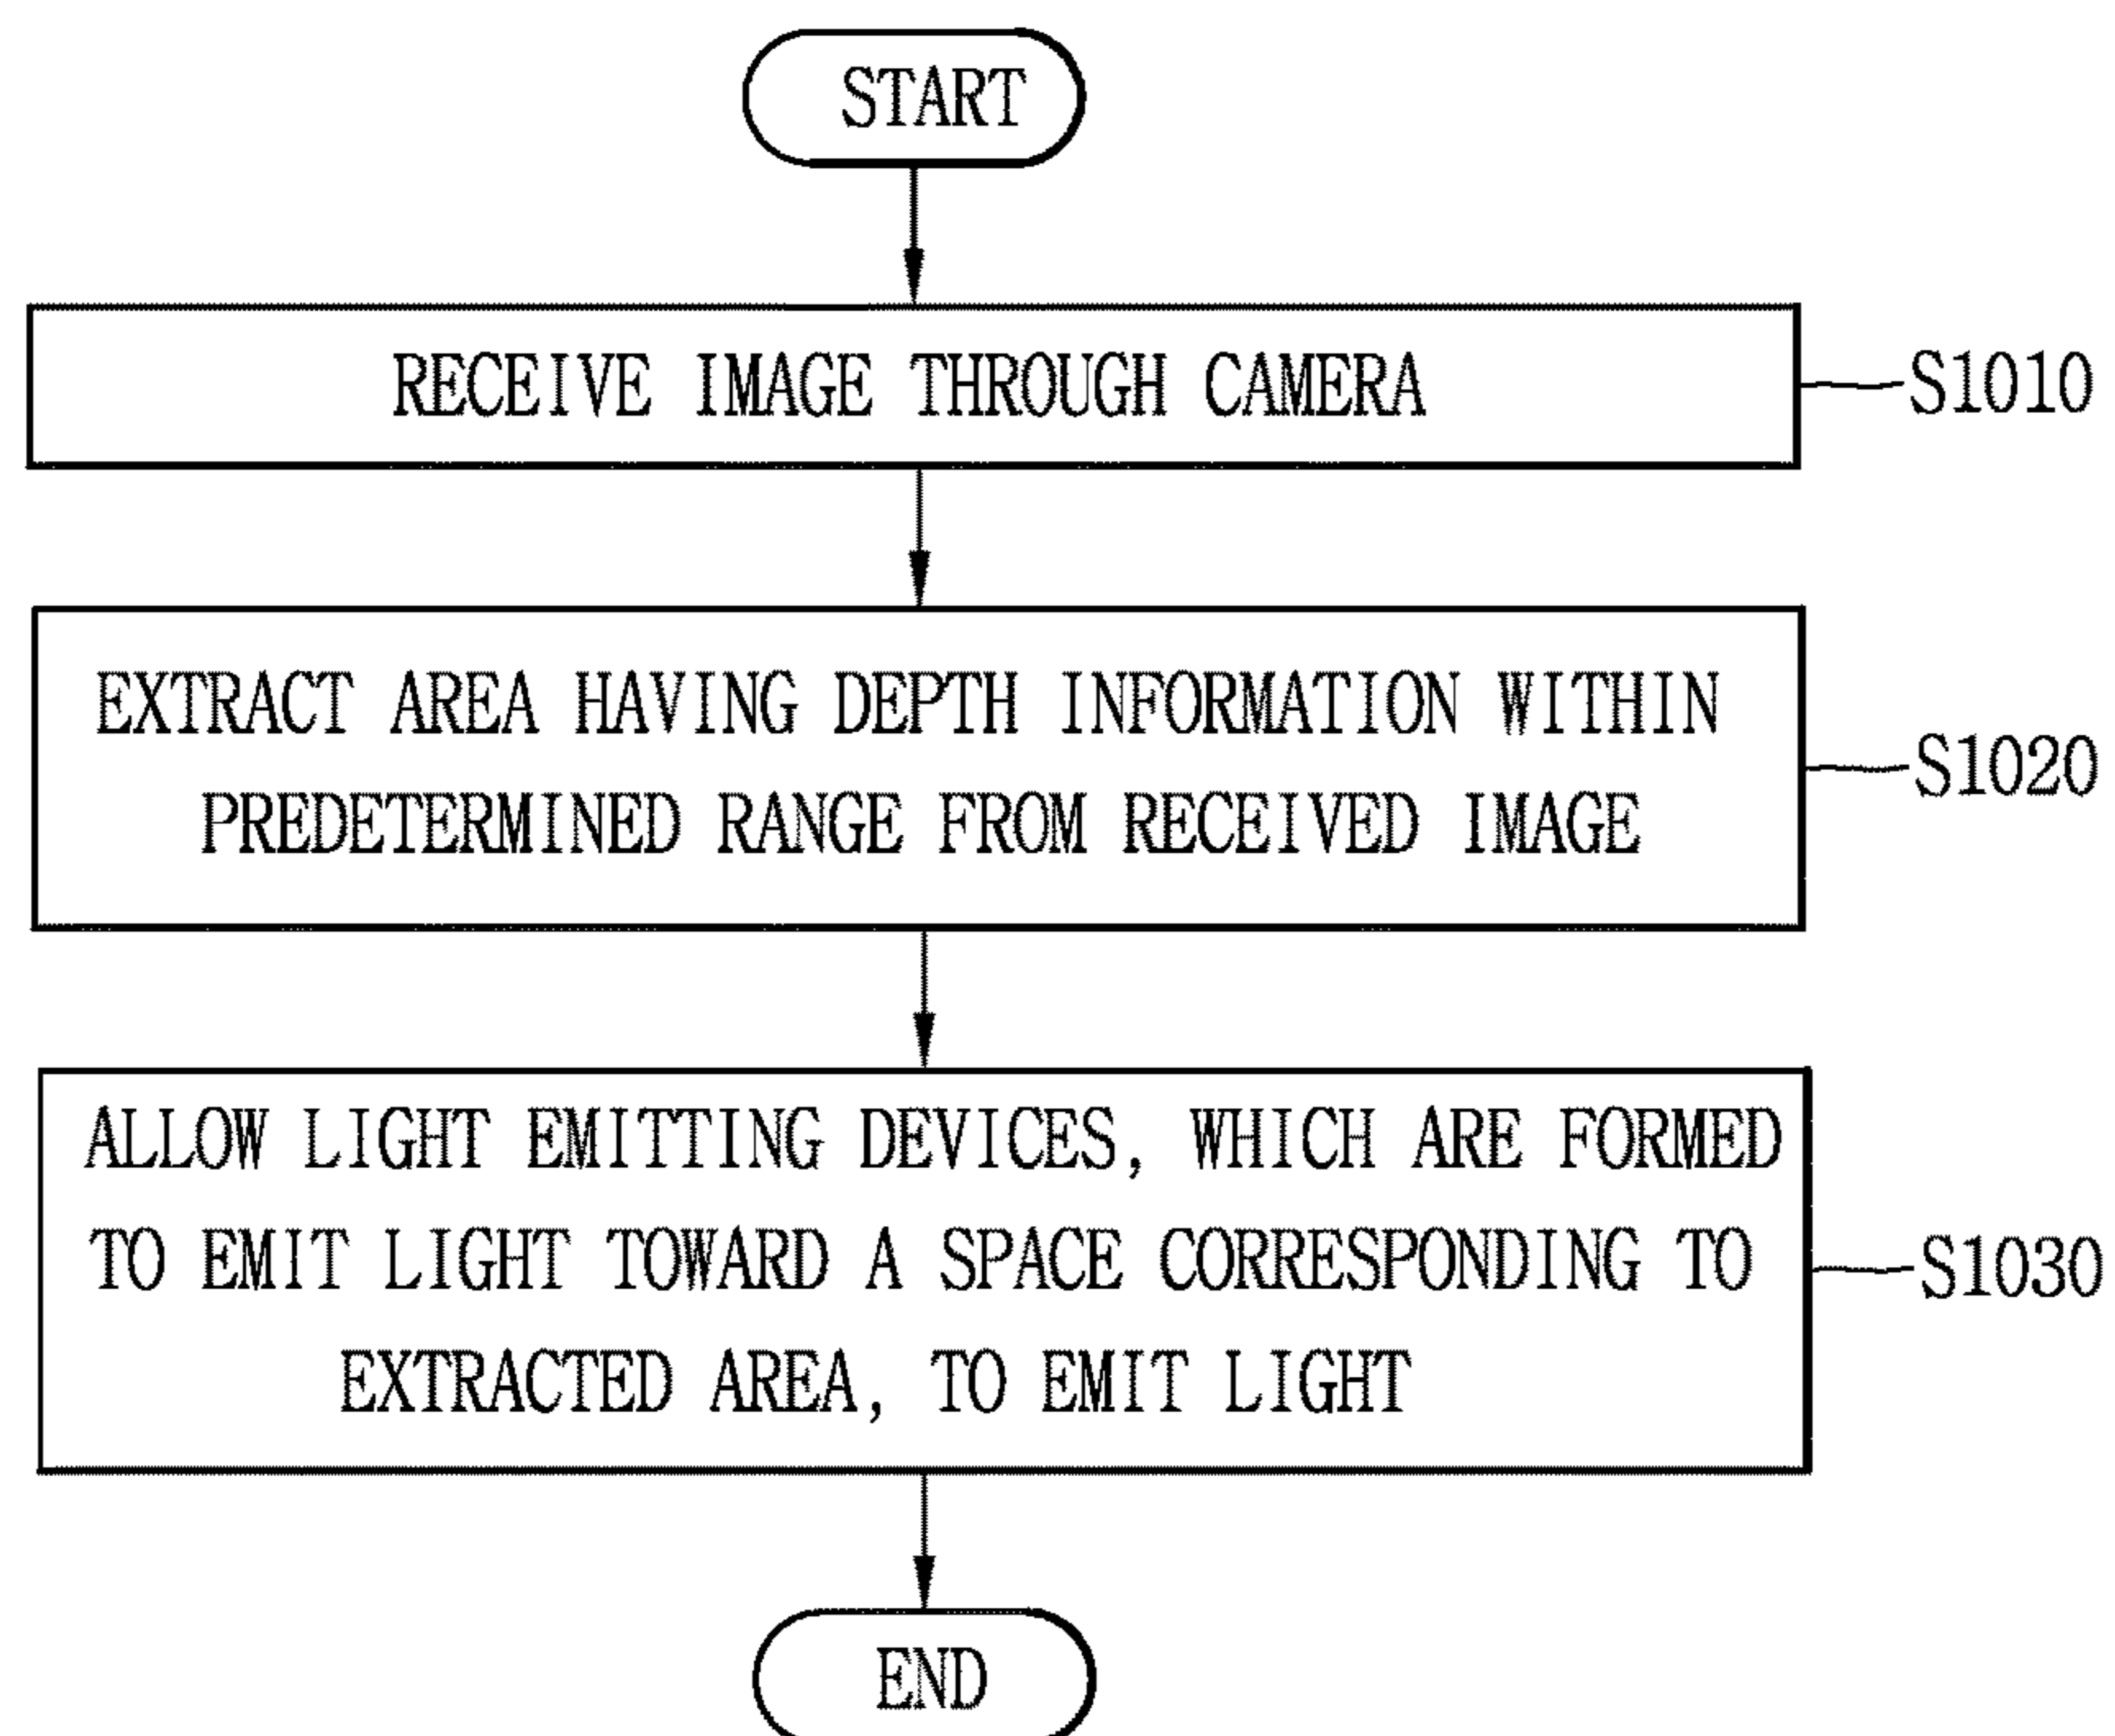 START
RECEIVE IMAGE THROUGH CAMERA
S1010
EXTRACT AREA HAVING DEPTH INFORMATION WITHIN
PREDETERMINED RANGE FROM RECEIVED IMAGE
S1020
ALLOW LIGHT EMITTING DEVICES, WHICH ARE FORMED
TO EMIT LIGHT TOWARD A SPACE CORRESPONDING TO
EXTRACTED AREA, TO EMIT LIGHT
S1030
END